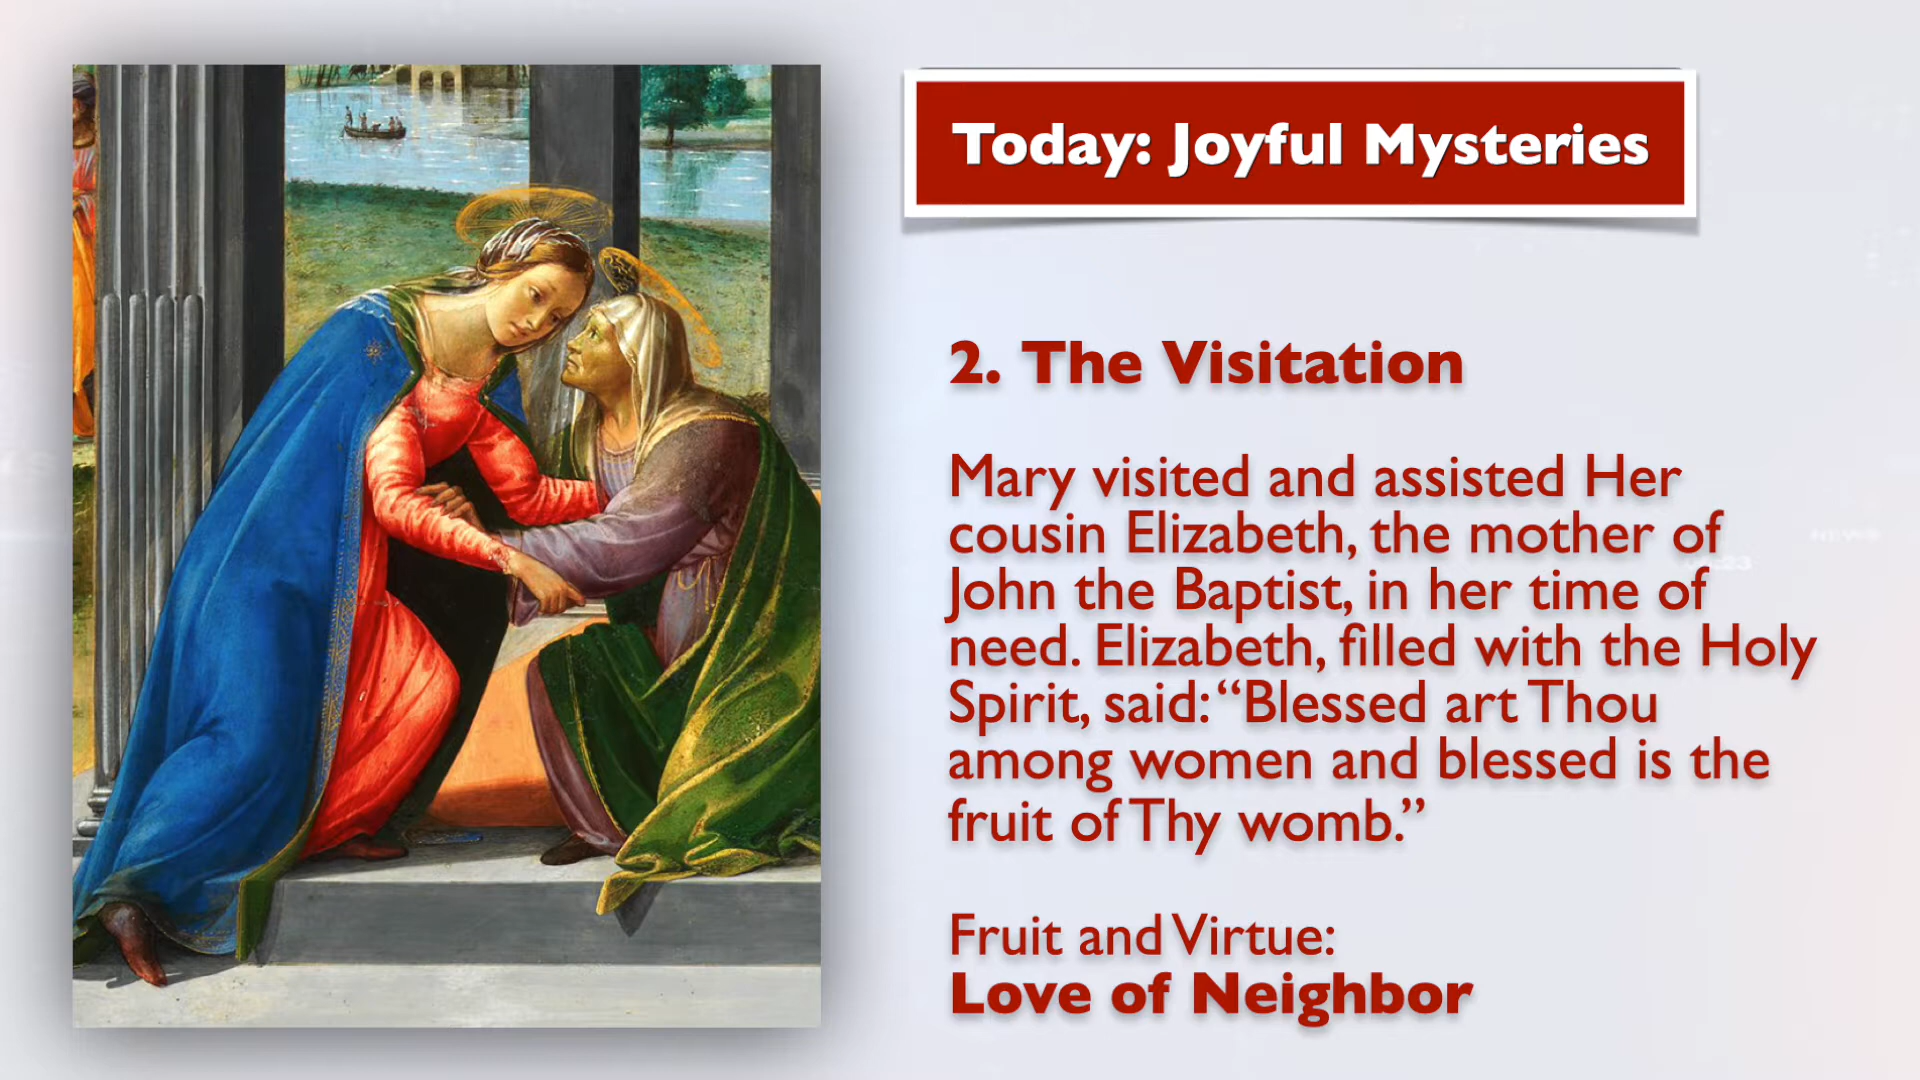 Today: Joyful Mysteries
2. The Visitation
Mary visited and assisted Her
cousin Elizabeth, the mother of
John the Baptist, in her time of
need. Elizabeth, filled with the Holy
Spirit, said: “Blessed art Thou
among women and blessed is the
fruit of Thy womb.”
Fruit and Virtue:
Love of Neighbor